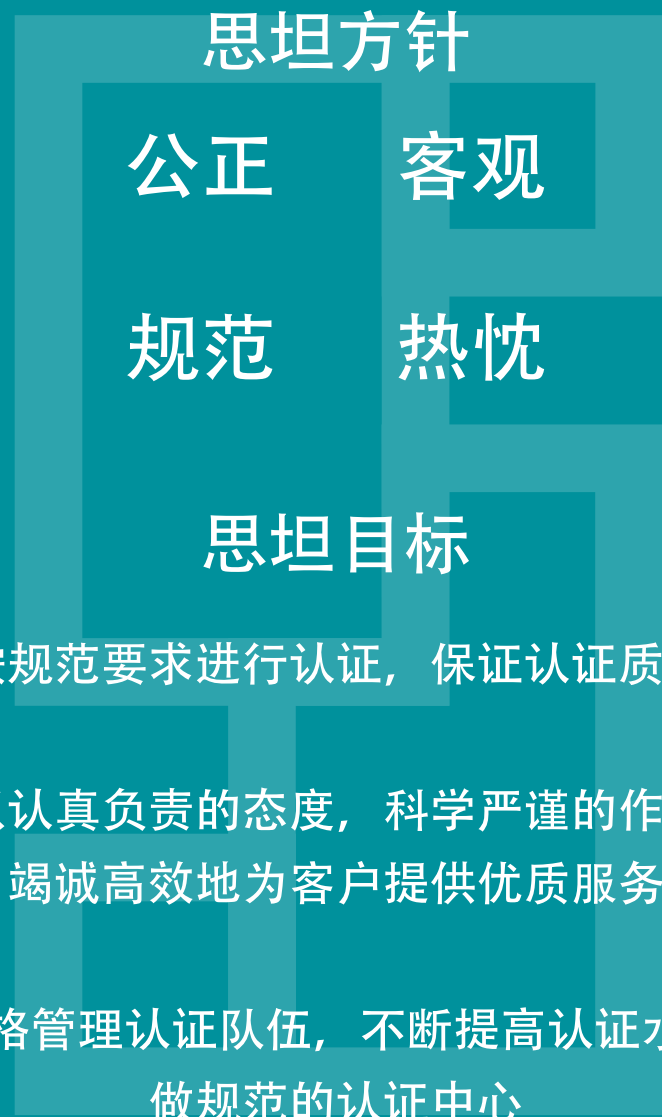 思坦方针
公正 客观
规范 热忱
思坦目标
按规范要求进行认证，保证认证质
认真负责的态度，科学严谨的作
竭诚高效地为客户提供优质服务
格管理认证队伍，不断提高认证水
做规范的认证中心